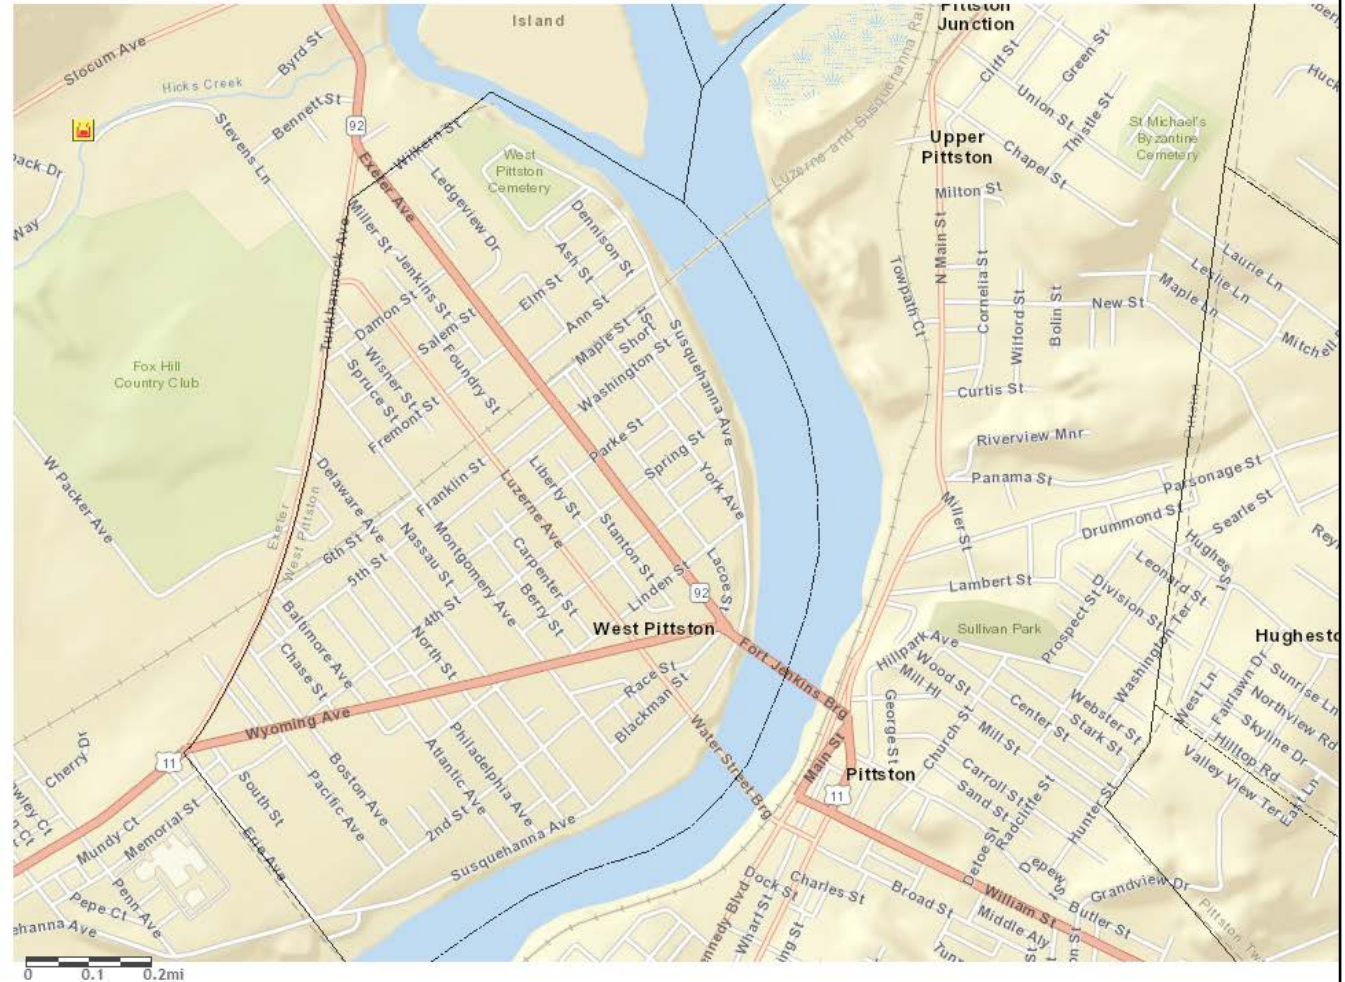 Island
Pittston
Junction
Slocum Ave
Byrd St
Hicks Creek
Bennett St
Stevens Ln
92
Wilkern St
Exeter Ave
West
Pittston
Cemetery
Ledgeview Dr
Dennison St
Luzerne and Susquehanna Rail
Cliff St
Green St
Union St
Thistle St
Upper
Pittston
Chapel St
St Michael's
Byzantine
Cemetery
Huck
Milton St
Way
Miller St
Jenkins St
Ash St
Elm St
Ann St
Tunkhannock Ave
Damon St
Salem St
Foundry St
Maple St
Short St
Washington St
Susquehanna Ave
Towpath Ct
N Main St
Cornelia St
Wilford St
Bolin St
New St
Laurie Ln
Leslie Ln
Maple Ln
Mitchell
Fox Hill
Country Club
Wisner St
Spruce St
Fremont St
Curtis St
Pittston
Riverview Mnr
Panama St
Parsonage St
Parke St
Spring St
York Ave
W Packer Ave
Delaware Ave
Franklin St
Luzerne Ave
Liberty St
Stanton St
Exeter
West Pittston
6th St
5th St
Nassau St
Montgomery Ave
Carpenter St
Berry St
Linden St
Lacoe St
92
Miller St
Drummond St
Searle St
Hughes St
Leonard St
Division St
Lambert St
Baltimore Ave
Chase St
4th St
North St
West Pittston
Fort Jenkins Brg
Sullivan Park
Prospect St
Washington Ter
Hughesto
Hillpark Ave
Wood St
Mill Hl
George St
Church St
Center St
Mill St
Webster St
Stark St
West Ln
Fairlawn Dr
Sunrise Ln
Northview Rd
Skyline Dr
Hilltop Rd
Valley View Ter
Race St
Blackman St
Wyoming Ave
11
Cherry Dr
Water Street Brg
Main St
Pittston
11
Carroll St
Sand St
Radcliffe St
Hunter St
South St
Pacific Ave
Boston Ave
Atlantic Ave
Philadelphia Ave
2nd St
Susquehanna Ave
Mundy Ct
Memorial St
Erie Ave
Penn Ave
Pepe Ct
ehanna Ave
Dock St
Charles St
Wharf St
nnedy Blvd
Broad St
Defoe St
Depew St
Grandview Dr
William St
Butler St
Middle Aly
Pittston Tw
0 0.1 0.2mi